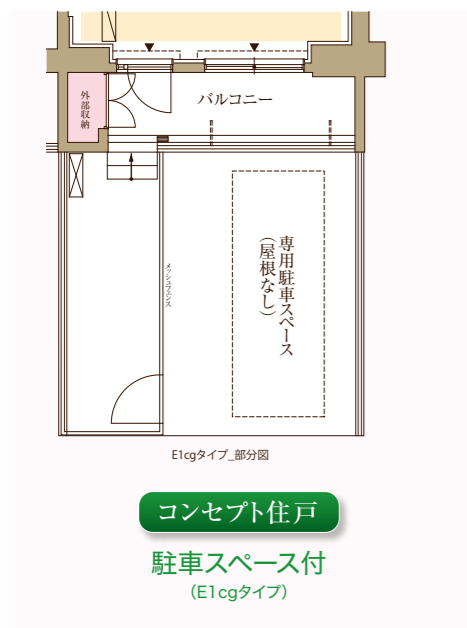 外部収納
バルコニー
メッシュフェンス
専用駐車スペース
（屋根なし）
E1cgタイプ_部分図
コンセプト住戸
駐車スペース付
（E1cgタイプ）